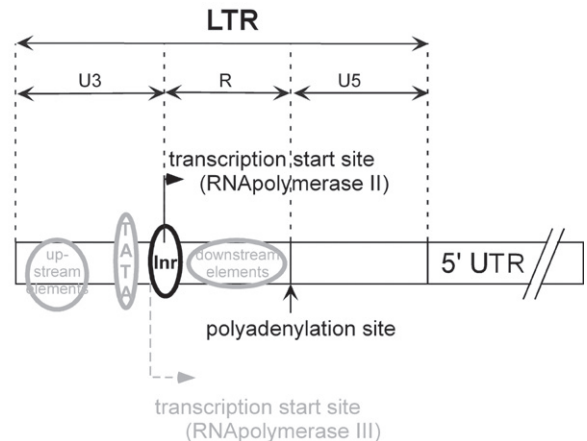 LTR
U3
R
U5
transcription start site
(RNApolymerase II)
up-
stream
elements
TATA
Inr
downstream
elements
5' UTR
polyadenylation site
transcription start site
(RNApolymerase III)